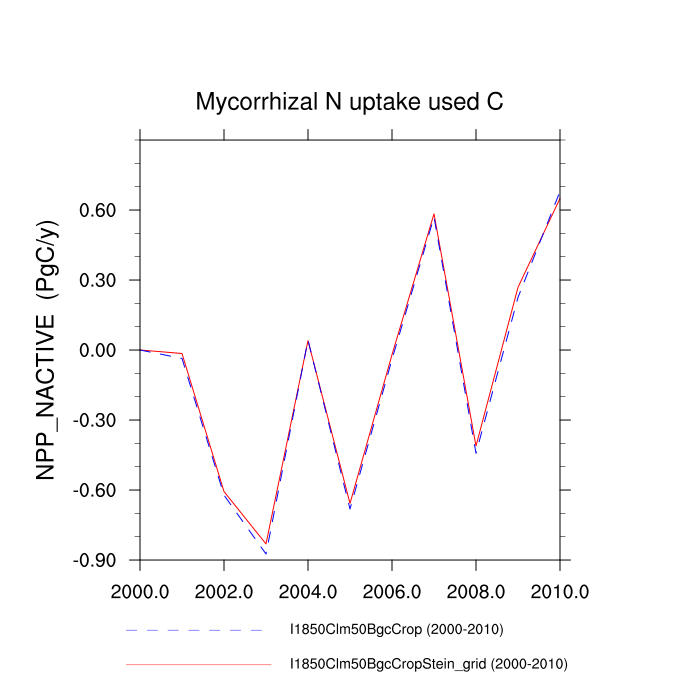 Mycorrhizal N uptake used C
NPP_NACTIVE (PgC/y)
0.60
0.30
0.00
-0.30
-0.60
-0.90
2000.0 2002.0 2004.0 2006.0 2008.0 2010.0
I1850Clm50BgcCrop (2000-2010)
I1850Clm50BgcCropStein_grid (2000-2010)